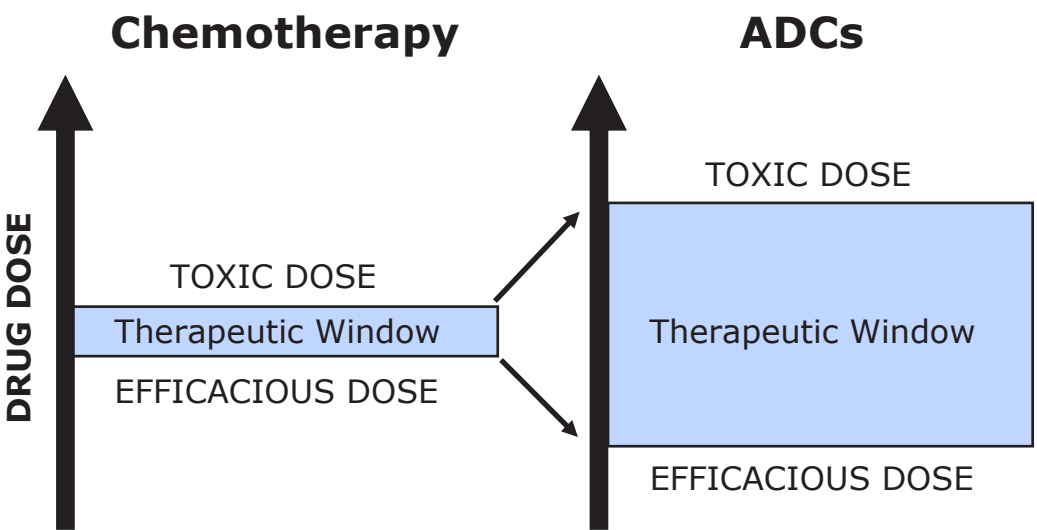 Chemotherapy
DRUG DOSE
TOXIC DOSE
Therapeutic Window
EFFICACIOUS DOSE
ADCs
TOXIC DOSE
Therapeutic Window
EFFICACIOUS DOSE